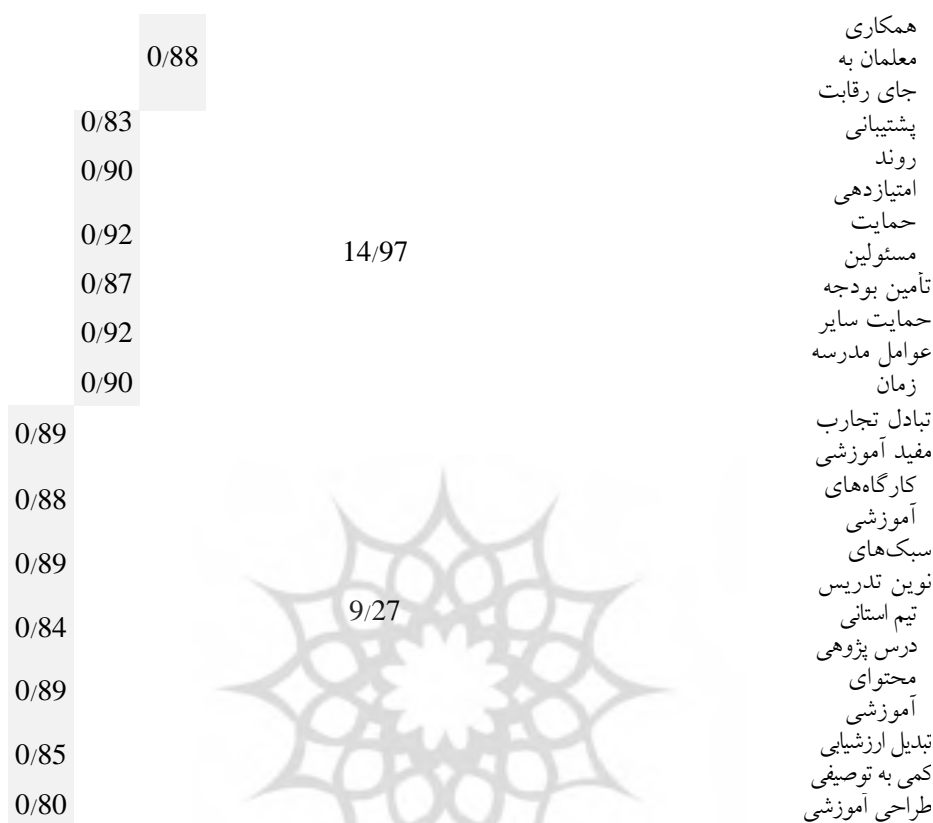 همکاری
معلمان به
جای رقابت
0/88
پشتیبانی
0/83
روند
امتیازدهی
0/90
حمایت
مسئولین
0/92
14/97
تأمین بودجه
0/87
حمایت سایر
عوامل مدرسه
0/92
زمان
0/90
تبادل تجارب
مفید آموزشی
0/89
کارگاه‌های
آموزشی
0/88
سبک‌های
نوین تدریس
0/89
9/27
تیم استانی
درس پژوهی
0/84
محتوای
آموزشی
0/89
تبدیل ارزشیابی
کمی به توصیفی
0/85
طراحی آموزشی
0/80